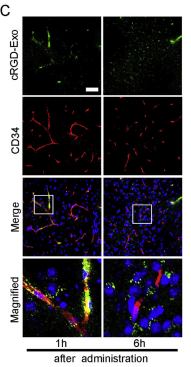 C
cRGD-Exo
CD34
Merge
Magnified
1h 6h
after administration